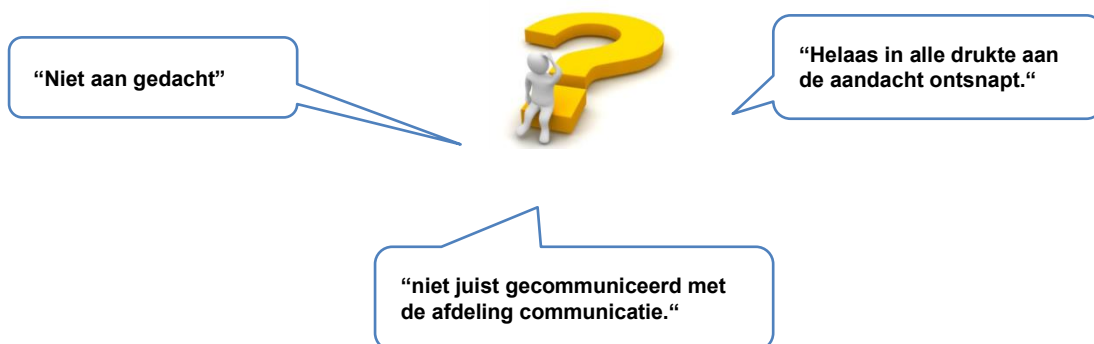 “Niet aan gedacht”
“Helaas in alle drukte aan
de aandacht ontsnapt.“
“niet juist gecommuniceerd met
de afdeling communicatie.“